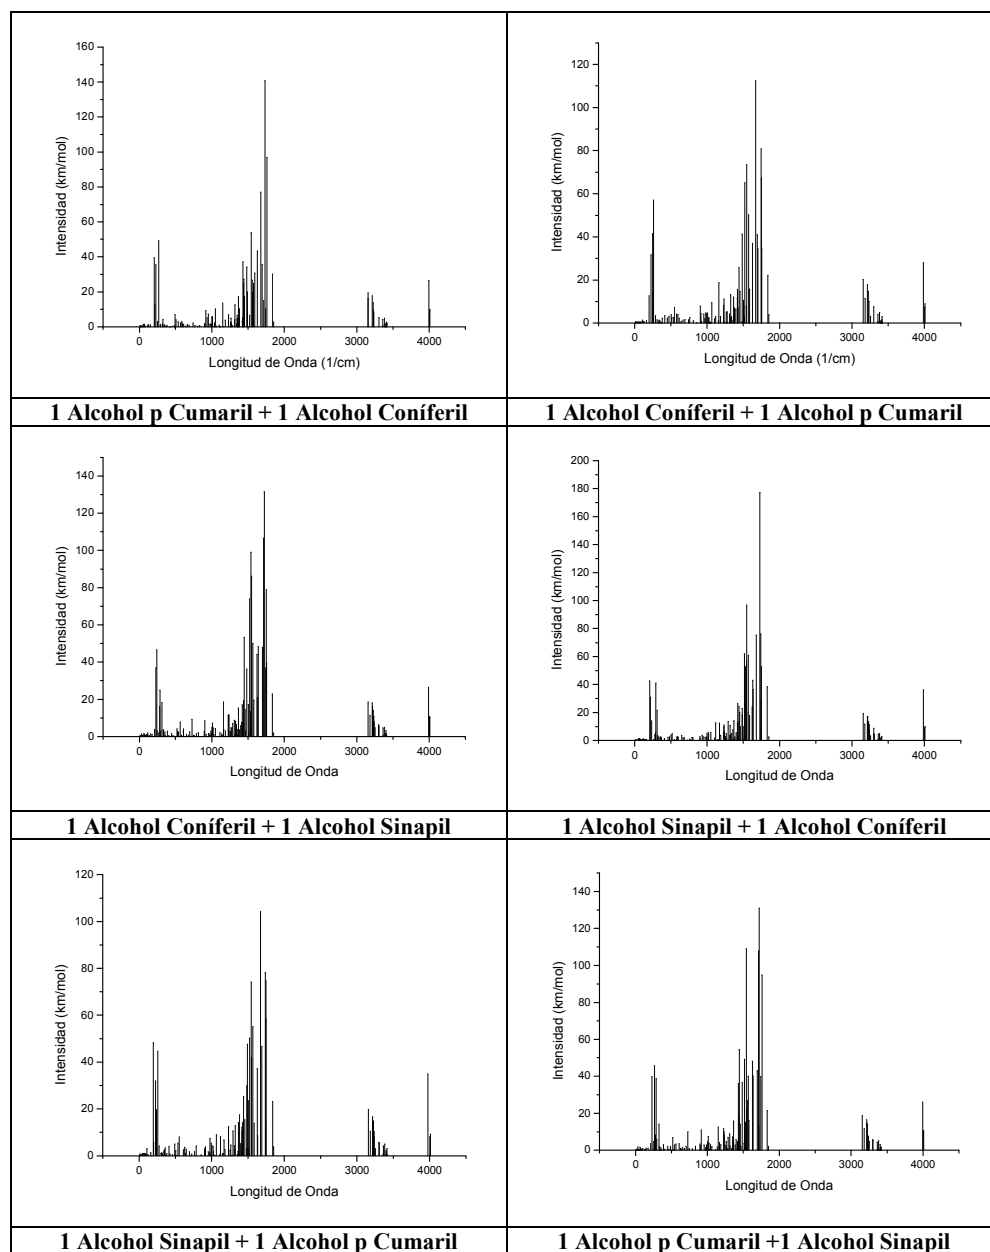 160
140
120
100
80
60
40
20
0
Intensidad (km/mol)
0 1000 2000 3000 4000
Longitud de Onda (1/cm)
120
100
80
60
40
20
0
Intensidad (km/mol)
0 1000 2000 3000 4000
Longitud de Onda (1/cm)
1 Alcohol p Cumaril + 1 Alcohol Coníferil
1 Alcohol Coníferil + 1 Alcohol p Cumaril
140
120
100
80
60
40
20
0
Intensidad (km/mol)
0 1000 2000 3000 4000
Longitud de Onda
200
180
160
140
120
100
80
60
40
20
0
Intensidad (km/mol)
0 1000 2000 3000 4000
Longitud de Onda
1 Alcohol Coníferil + 1 Alcohol Sinapil
1 Alcohol Sinapil + 1 Alcohol Coníferil
120
100
80
60
40
20
0
Intensidad (km/mol)
0 1000 2000 3000 4000
Longitud de Onda
140
120
100
80
60
40
20
0
Intensidad (km/mol)
0 1000 2000 3000 4000
Longitud de Onda
1 Alcohol Sinapil + 1 Alcohol p Cumaril
1 Alcohol p Cumaril +1 Alcohol Sinapil